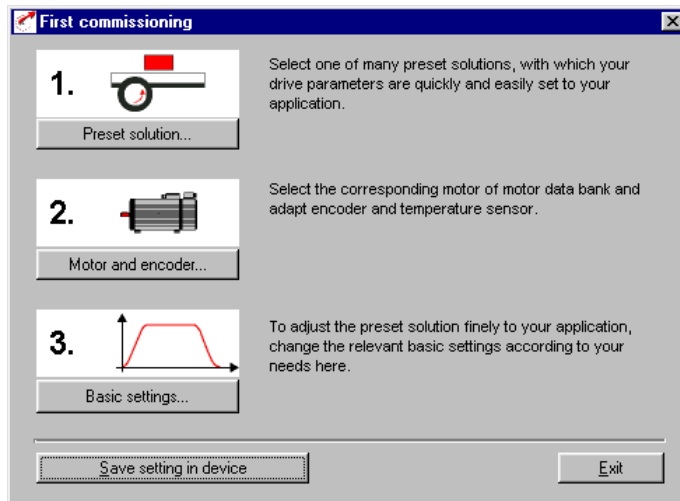 First commissioning
1.
Select one of many preset solutions, with which your
drive parameters are quickly and easily set to your
application.
Preset solution...
2.
Select the corresponding motor of motor data bank and
adapt encoder and temperature sensor.
Motor and encoder...
3.
To adjust the preset solution finely to your application,
change the relevant basic settings according to your
needs here.
Basic settings...
Save setting in device
Exit